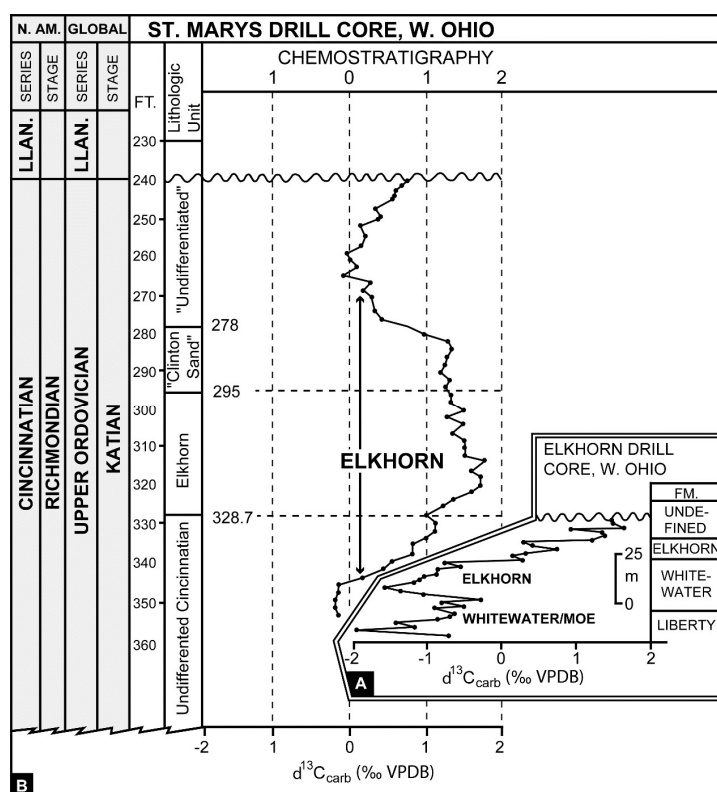 N. AM. GLOBAL ST. MARYS DRILL CORE, W. OHIO
SERIES STAGE SERIES STAGE FT. Lithologic Unit CHEMOSTRATIGRAPHY
1 0 1 2
LLAN. LLAN.
230
240
250
260
270
280
290
300
310
320
330
340
350
360
CINCINNATIAN
RICHMONDIAN
UPPER ORDOVICIAN
KATIAN
"Undifferentiated"
"Clinton Sand"
Elkhorn
Undifferented Cincinnatian
278
295
328.7
ELKHORN
ELKHORN DRILL
CORE, W. OHIO
FM.
UNDE-
FINED
ELKHORN
WHITE-
WATER
LIBERTY
25
m
0
ELKHORN
WHITEWATER/MOE
-2 -1 0 2
A
d13Ccarb (‰ VPDB)
-2 1 0 1 2
d13Ccarb (‰ VPDB)
B